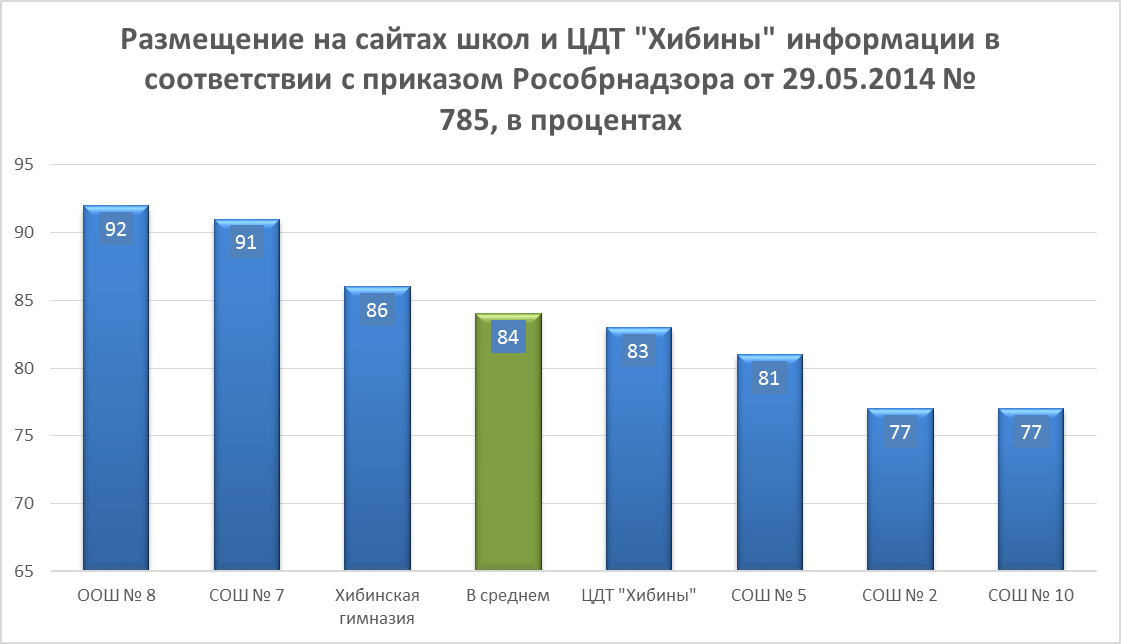 Размещение на сайтах школ и ЦДТ "Хибины" информации в
соответствии с приказом Рособрнадзора от 29.05.2014 №
785, в процентах
95
90
85
80
75
70
65
92
91
86
84
83
81
77
77
ООШ № 8
СОШ № 7
Хибинская
гимназия
В среднем
ЦДТ "Хибины"
СОШ № 5
СОШ № 2
СОШ № 10